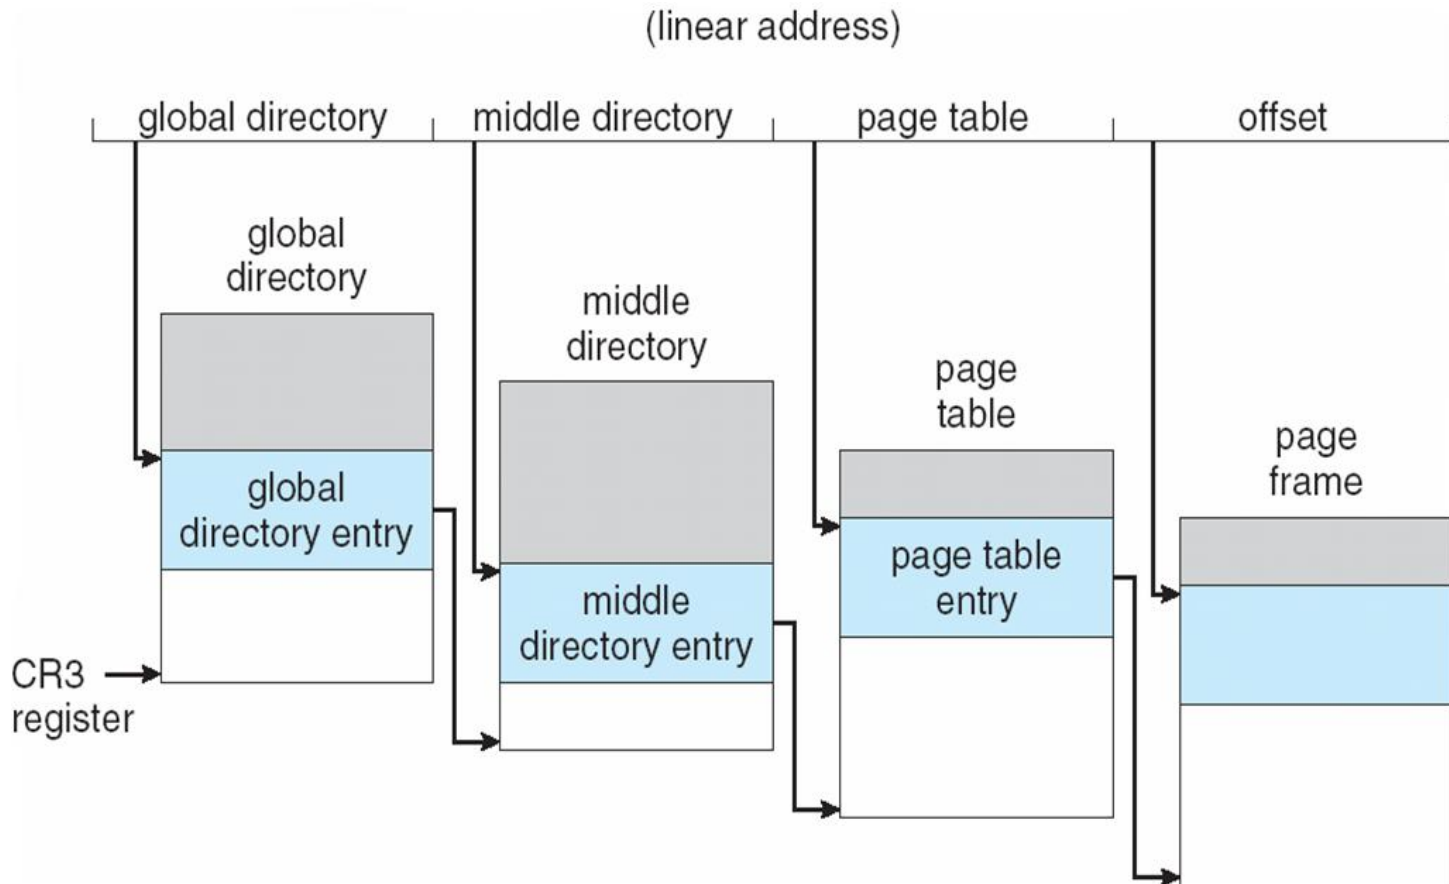 (linear address)
global directory
middle directory
page table
offset
global
directory
global
directory entry
CR3
register
middle
directory
middle
directory entry
page
table
page table
entry
page
frame